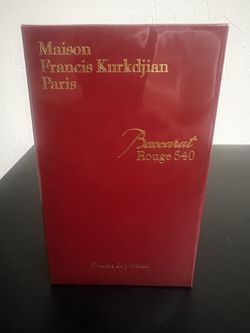 Maison
Francis Kurkdjian
Paris
Baccarat
Rouge 540
Extrait de parfum